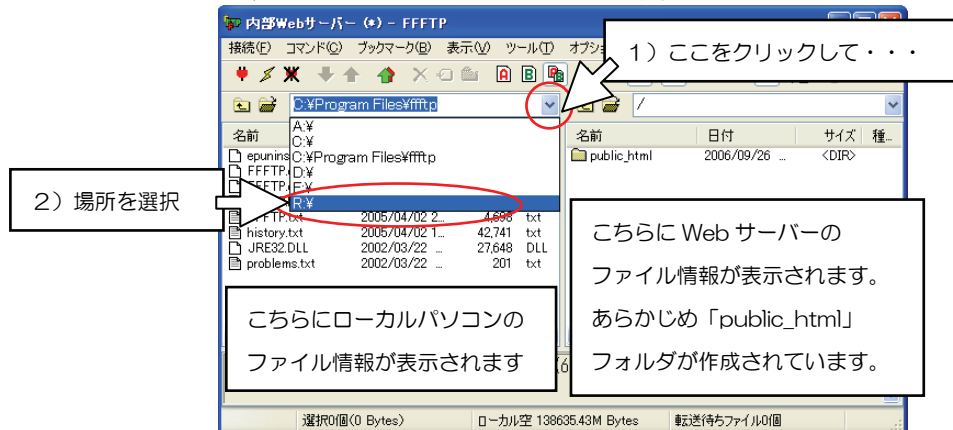 内部Webサーバー (*) - FFFTP
接続(F) コマンド(C) ブックマーク(B) 表示(V) ツール(T) オプシ
1）ここをクリックして・・・
C:¥Program Files¥ffftp
/
A:¥
C:¥
C:¥Program Files¥ffftp
D:¥
E:¥
R:¥
2）場所を選択
名前
名前 日付 サイズ 種...
public_html 2006/09/26 ... <DIR>
epunins
FFFTP.txt 2005/04/02 2... 4,698 txt
history.txt 2005/04/02 1... 42,741 txt
JRE32.DLL 2002/03/22 ... 27,648 DLL
problems.txt 2002/03/22 ... 201 txt
こちらにローカルパソコンの
ファイル情報が表示されます
こちらに Web サーバーの
ファイル情報が表示されます。
あらかじめ「public_html」
フォルダが作成されています。
選択0個(0 Bytes) ローカル空 138635.43M Bytes 転送待ちファイル0個